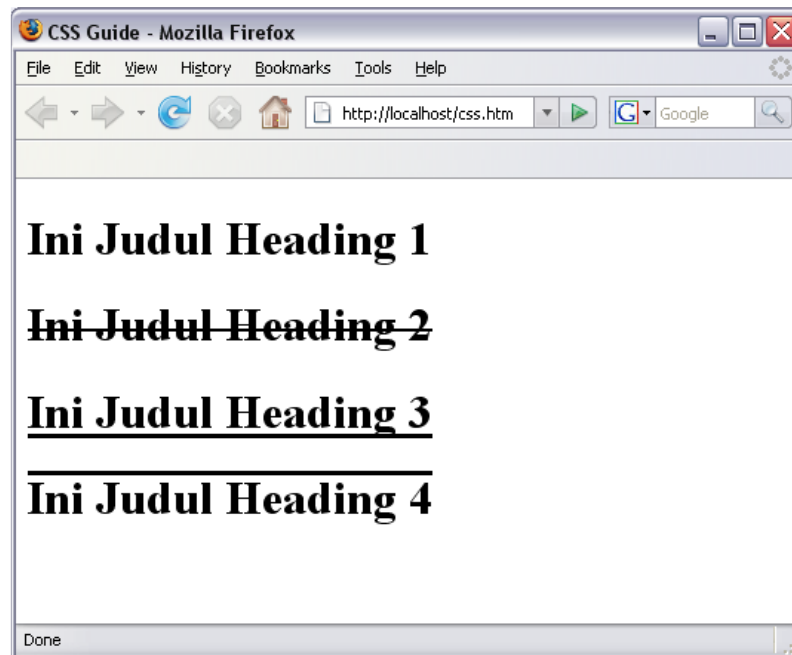 CSS Guide - Mozilla Firefox
File Edit View History Bookmarks Tools Help
http://localhost/css.htm G Google
Ini Judul Heading 1
Ini Judul Heading 2
Ini Judul Heading 3
Ini Judul Heading 4
Done